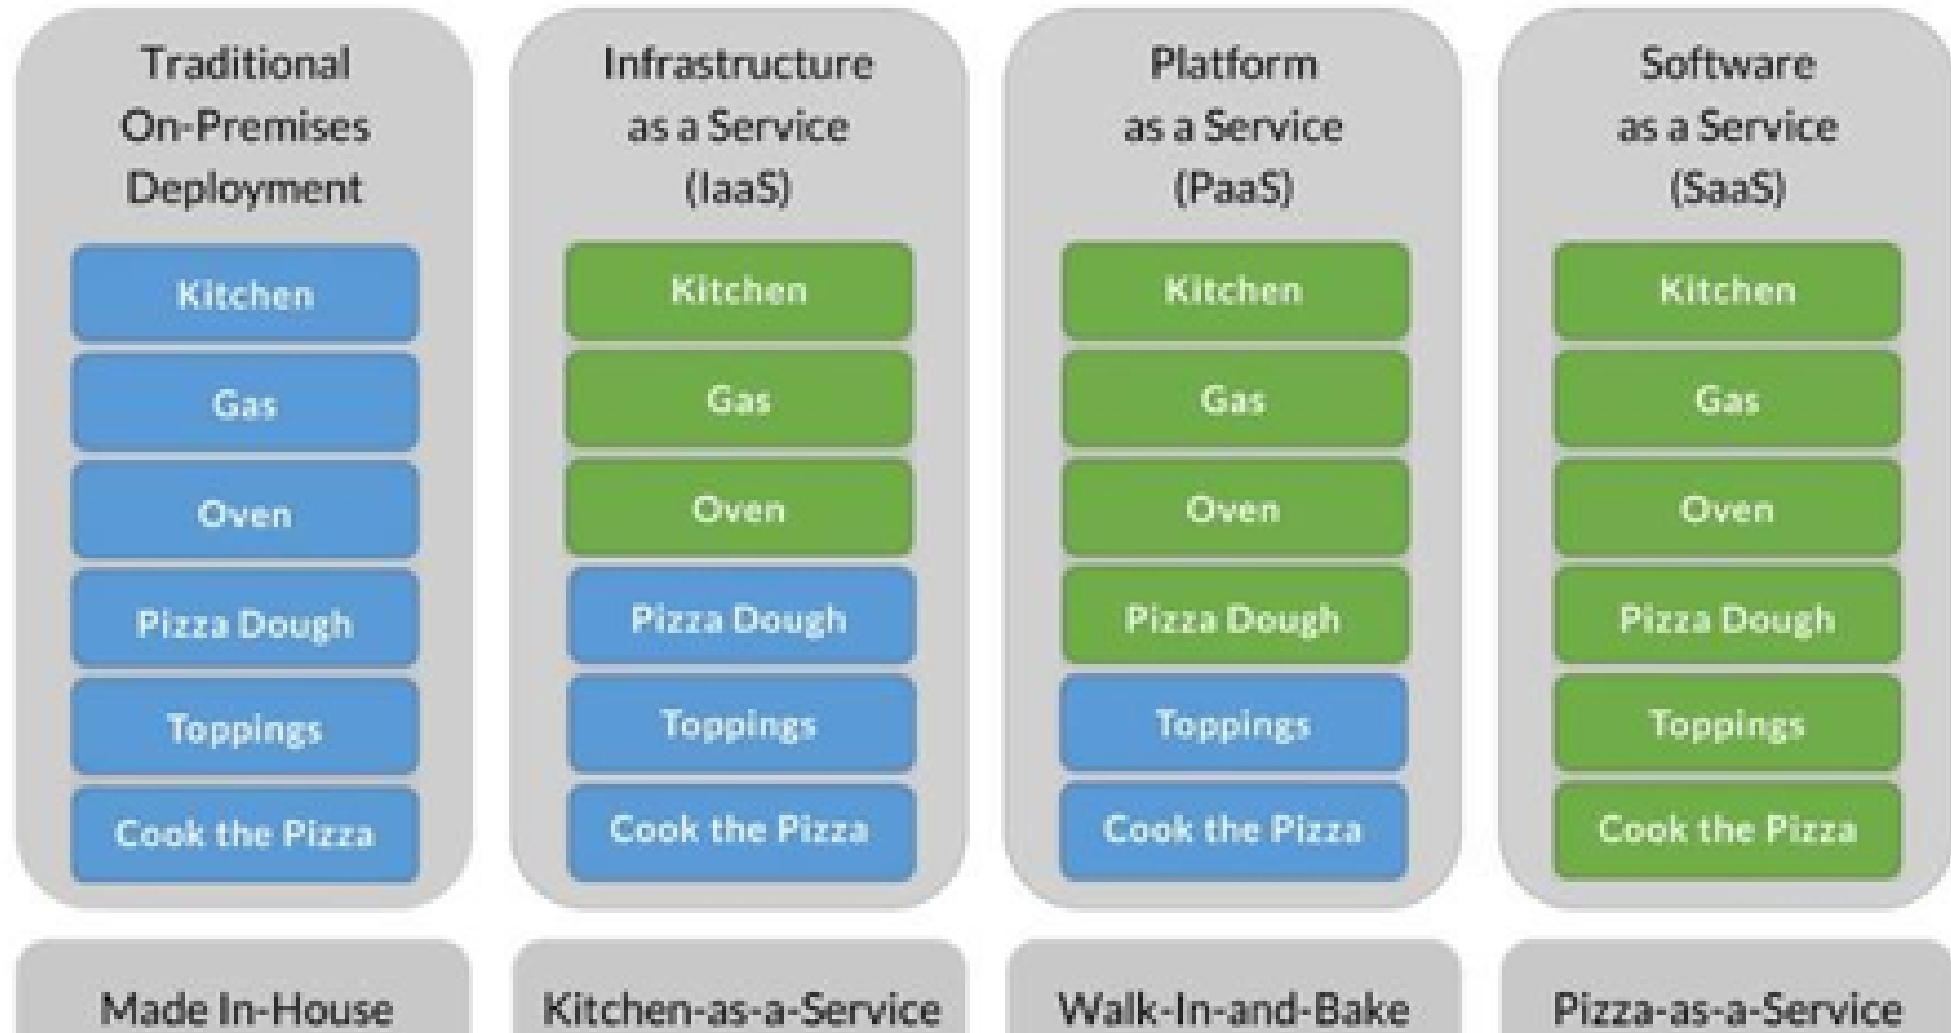 Traditional
On-Premises
Deployment
Kitchen
Gas
Oven
Pizza Dough
Toppings
Cook the Pizza
Made In-House
Infrastructure
as a Service
(IaaS)
Kitchen
Gas
Oven
Pizza Dough
Toppings
Cook the Pizza
Kitchen-as-a-Service
Platform
as a Service
(PaaS)
Kitchen
Gas
Oven
Pizza Dough
Toppings
Cook the Pizza
Walk-In-and-Bake
Software
as a Service
(SaaS)
Kitchen
Gas
Oven
Pizza Dough
Toppings
Cook the Pizza
Pizza-as-a-Service